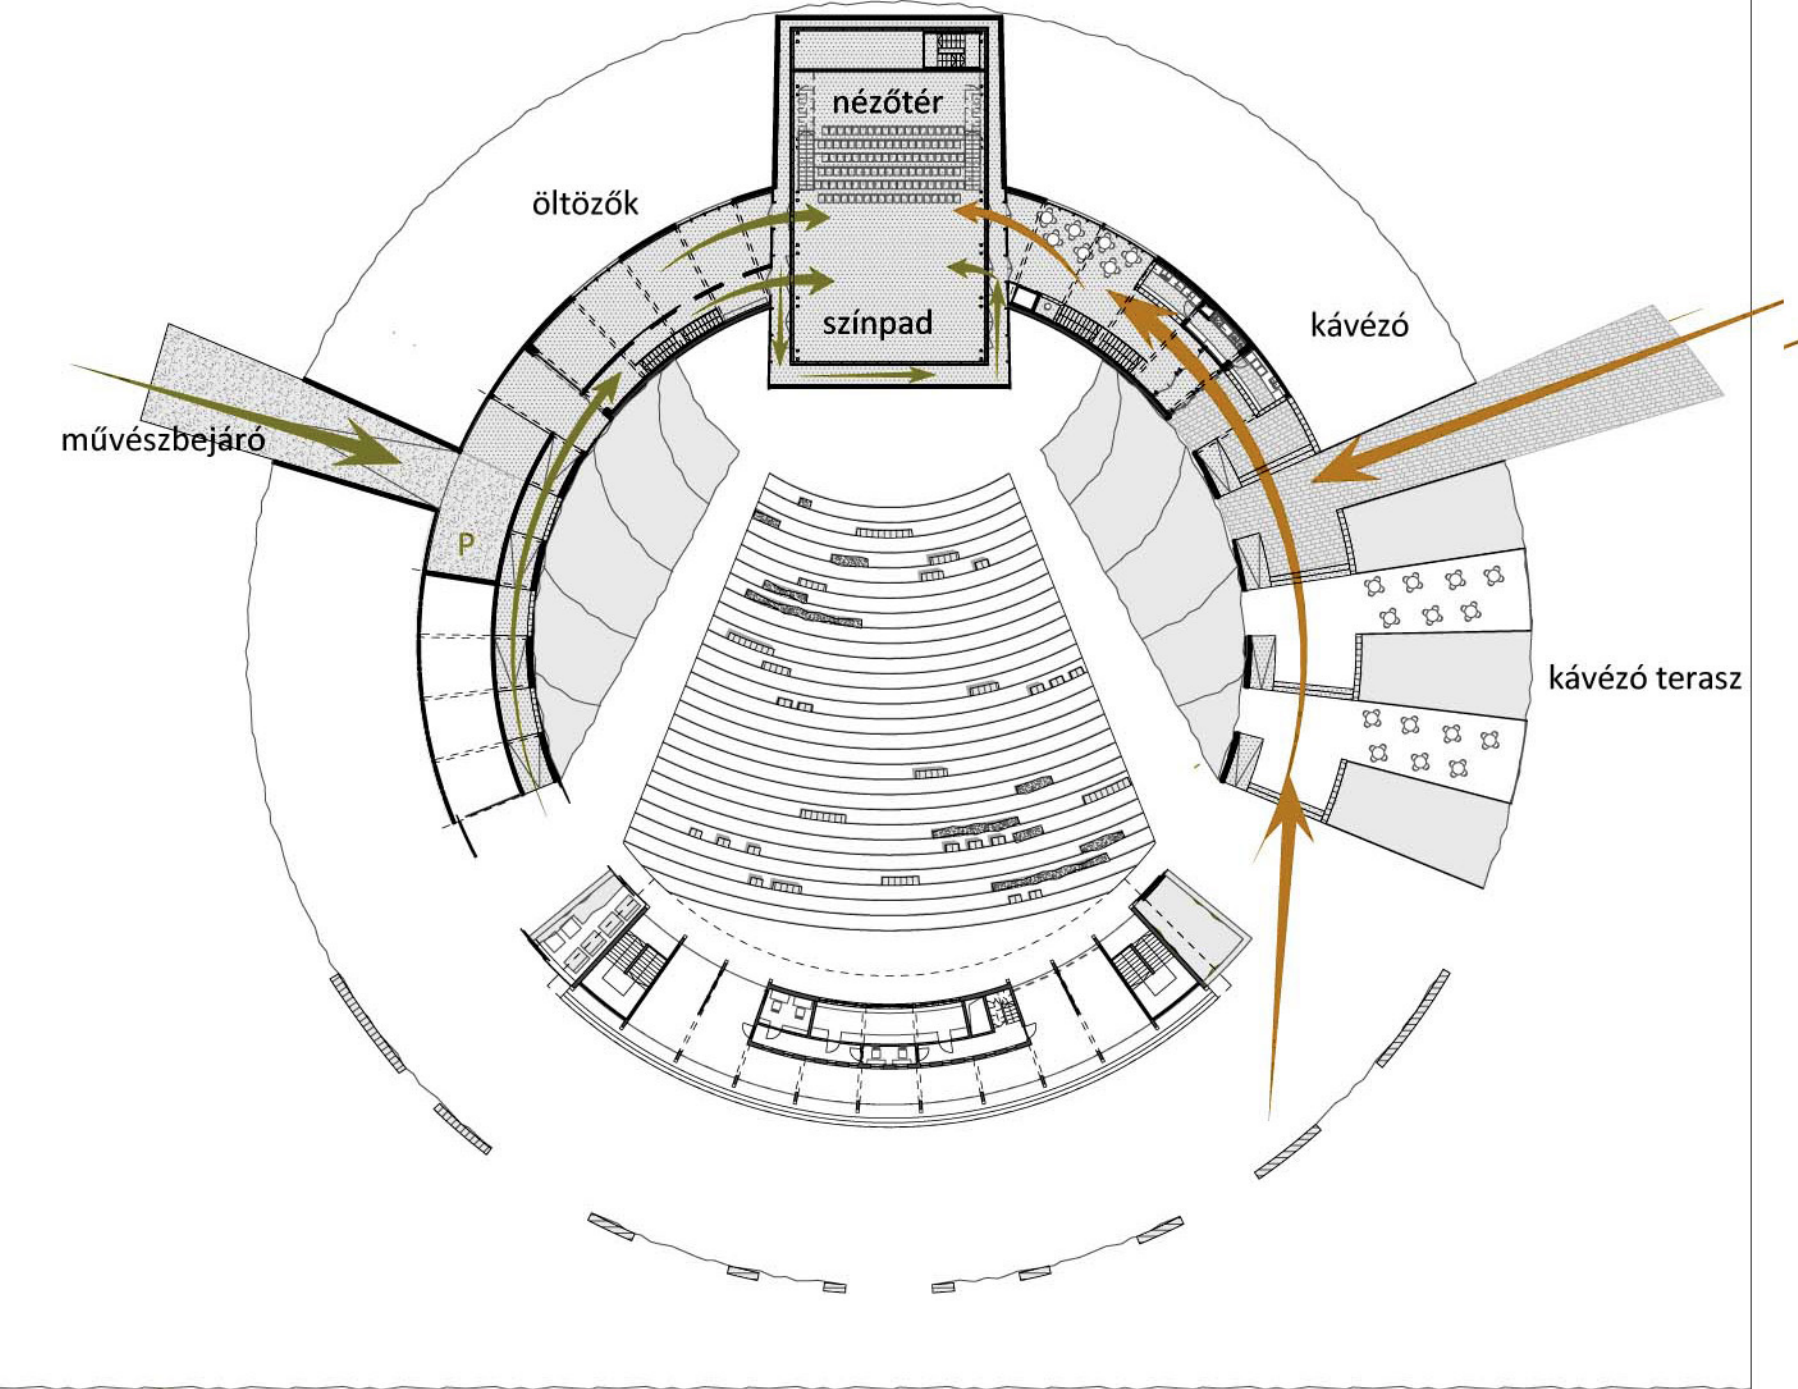 nézőtér
öltözők
színpad
kávézó
művészbejáró
P
kávézó terasz